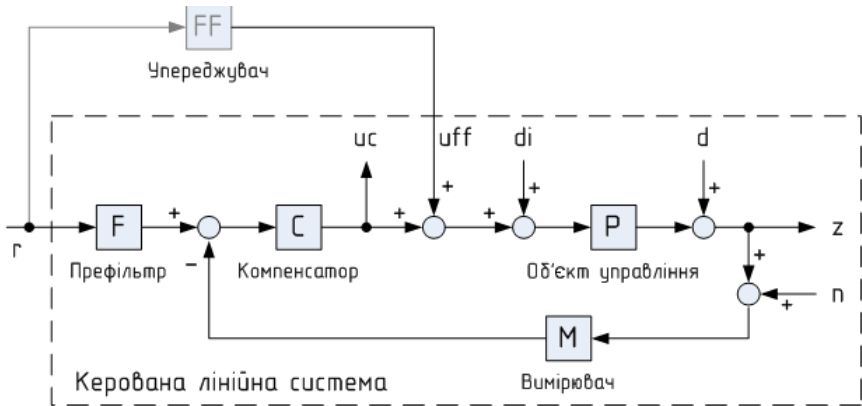 FF
Упереджувач
uc
uff
di
d
+
+
+
F
+
C
+
+
P
z
r
Префільтр
−
Компенсатор
Об'єкт управління
+
+
n
M
Керована лінійна система
Вимірювач